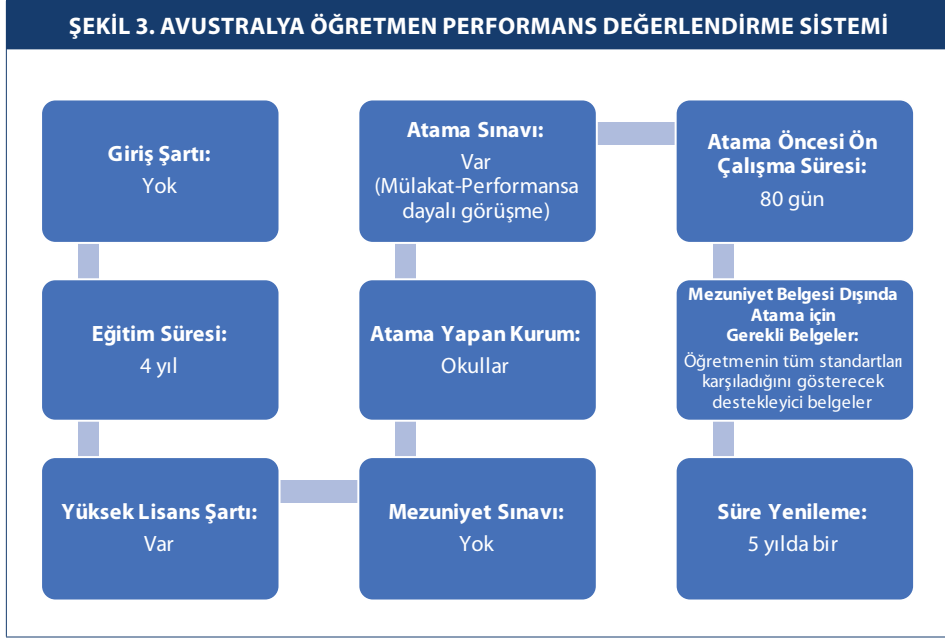 ŞEKİL 3. AVUSTRALYA ÖĞRETMEN PERFORMANS DEĞERLENDİRME SİSTEMİ
Giriş Şartı:
Yok
Eğitim Süresi:
4 yıl
Yüksek Lisans Şartı:
Var
Mezuniyet Sınavı:
Yok
Atama Yapan Kurum:
Okullar
Atama Sınavı:
Var
(Mülakat-Performansa
dayalı görüşme)
Atama Öncesi Ön
Çalışma Süresi:
80 gün
Mezuniyet Belgesi Dışında
Atama için
Gerekli Belgeler:
Öğretmenin tüm standartları
karşıladığını gösterecek
destekleyici belgeler
Süre Yenileme:
5 yılda bir